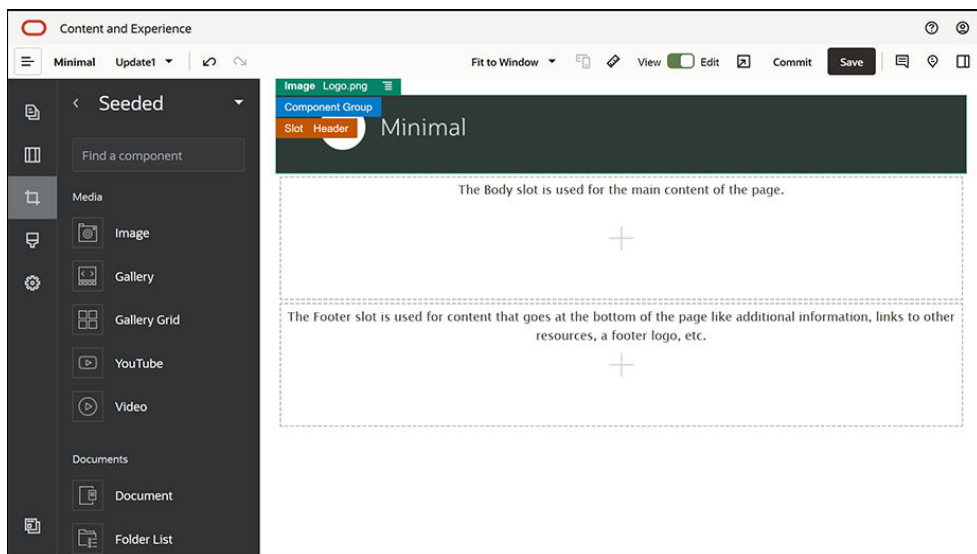 Content and Experience
Minimal Update1 Fit to Window View Edit Commit Save
Seeded
Find a component
Media
Image
Gallery
Gallery Grid
YouTube
Video
Documents
Document
Folder List
Image Logo.png
Component Group
Slot Header
Minimal
The Body slot is used for the main content of the page.
The Footer slot is used for content that goes at the bottom of the page like additional information, links to other
resources, a footer logo, etc.